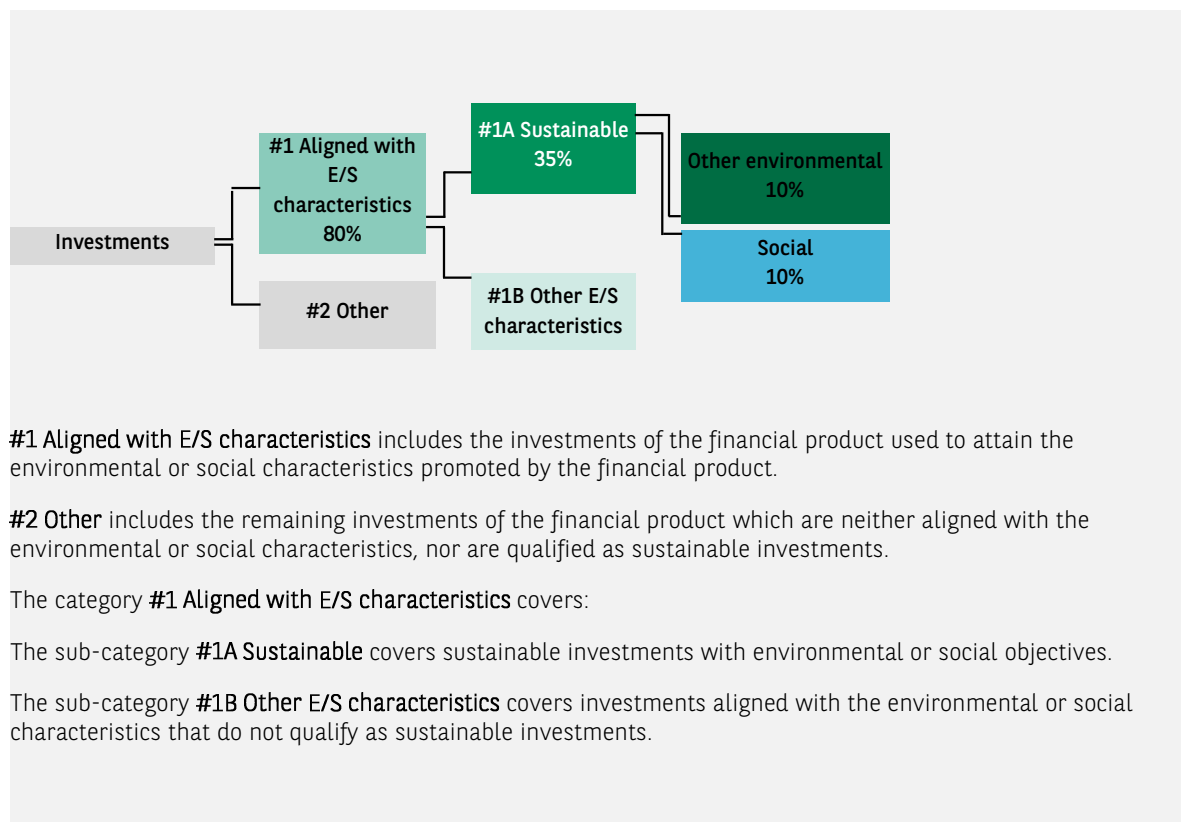 Investments
#1 Aligned with
E/S
characteristics
80%
#2 Other
#1A Sustainable
35%
#1B Other E/S
characteristics
Other environmental
10%
Social
10%
#1 Aligned with E/S characteristics includes the investments of the financial product used to attain the
environmental or social characteristics promoted by the financial product.
#2 Other includes the remaining investments of the financial product which are neither aligned with the
environmental or social characteristics, nor are qualified as sustainable investments.
The category #1 Aligned with E/S characteristics covers:
The sub-category #1A Sustainable covers sustainable investments with environmental or social objectives.
The sub-category #1B Other E/S characteristics covers investments aligned with the environmental or social
characteristics that do not qualify as sustainable investments.